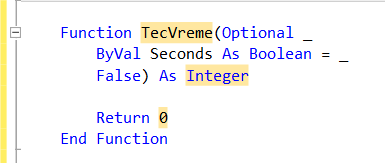 Function TecVreme(Optional _
ByVal Seconds As Boolean = _
False) As Integer
Return 0
End Function